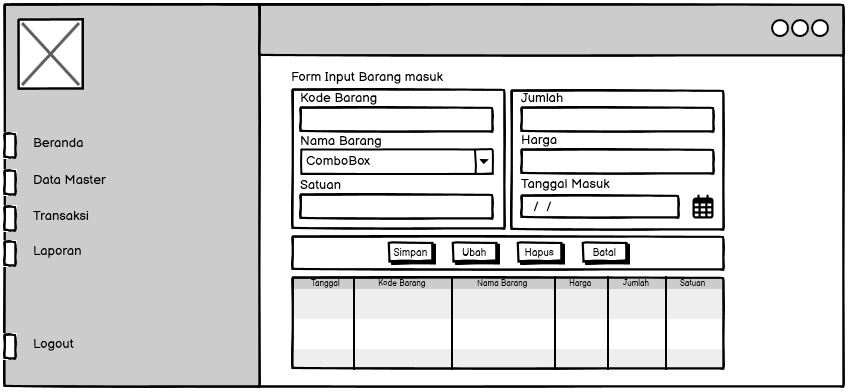 Form Input Barang masuk
Kode Barang
Jumlah
Nama Barang
Harga
ComboBox
Satuan
Tanggal Masuk
/ /
Beranda
Data Master
Transaksi
Laporan
Logout
Simpan Ubah Hapus Batal
Tanggal Kode Barang Nama Barang Harga Jumlah Satuan